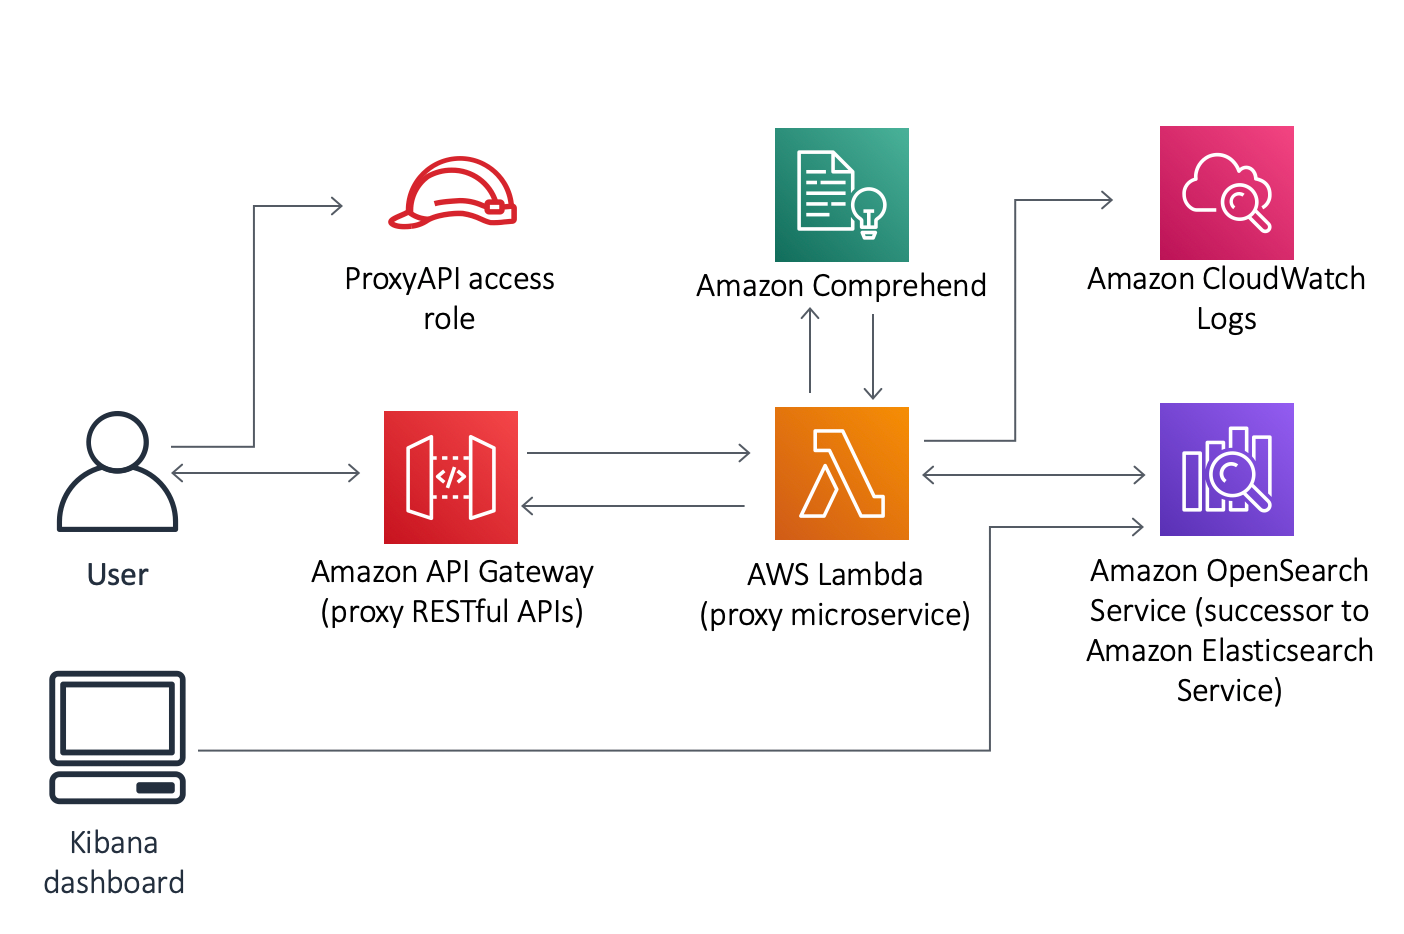 ProxyAPI access
role
Amazon Comprehend
Amazon CloudWatch
Logs
User
Amazon API Gateway
(proxy RESTful APIs)
</>
AWS Lambda
(proxy microservice)
Amazon OpenSearch
Service (successor to
Amazon Elasticsearch
Service)
Kibana
dashboard